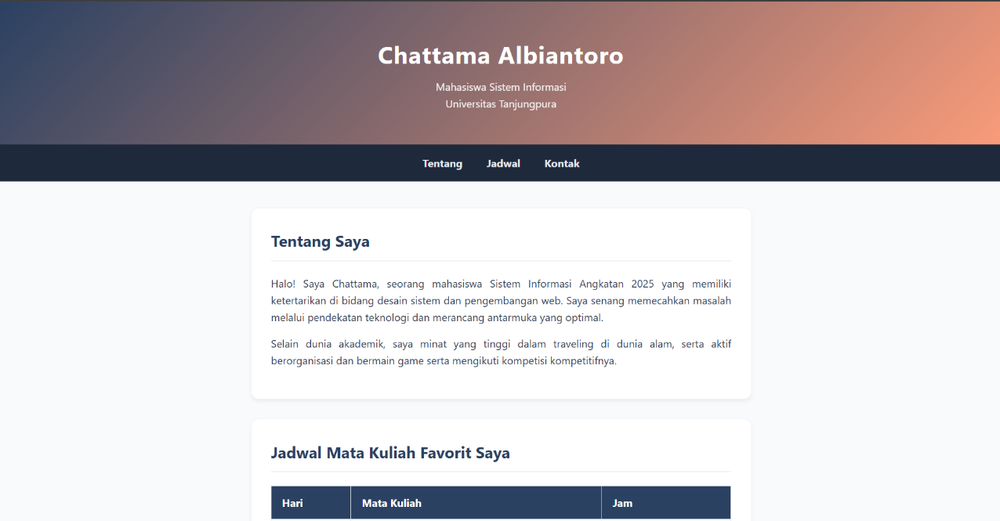 Chattama Albiantoro
Mahasiswa Sistem Informasi
Universitas Tanjungpura
Tentang Jadwal Kontak
Tentang Saya
Halo! Saya Chattama, seorang mahasiswa Sistem Informasi Angkatan 2025 yang memiliki
ketertarikan di bidang desain sistem dan pengembangan web. Saya senang memecahkan masalah
melalui pendekatan teknologi dan merancang antarmuka yang optimal.
Selain dunia akademik, saya minat yang tinggi dalam traveling di dunia alam, serta aktif
berorganisasi dan bermain game serta mengikuti kompetisi kompetitifnya.
Jadwal Mata Kuliah Favorit Saya
Hari Mata Kuliah Jam